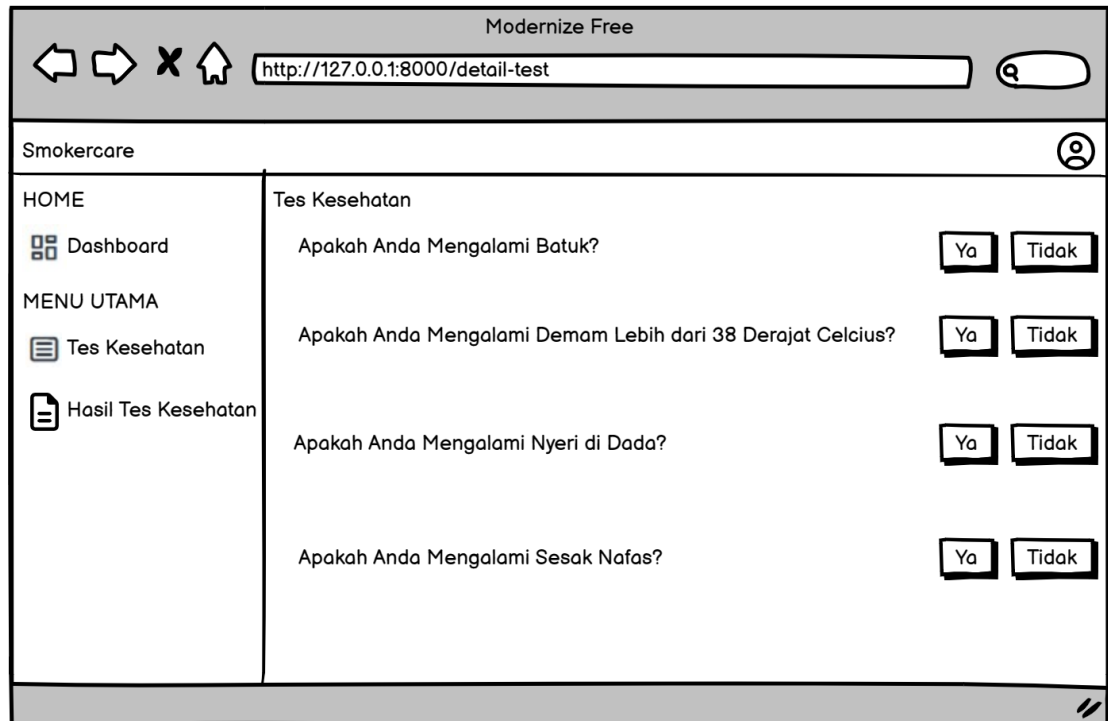 Modernize Free
http://127.0.0.1:8000/detail-test
Smokercare
HOME
Dashboard
MENU UTAMA
Tes Kesehatan
Hasil Tes Kesehatan
Tes Kesehatan
Apakah Anda Mengalami Batuk? Ya Tidak
Apakah Anda Mengalami Demam Lebih dari 38 Derajat Celcius? Ya Tidak
Apakah Anda Mengalami Nyeri di Dada? Ya Tidak
Apakah Anda Mengalami Sesak Nafas? Ya Tidak